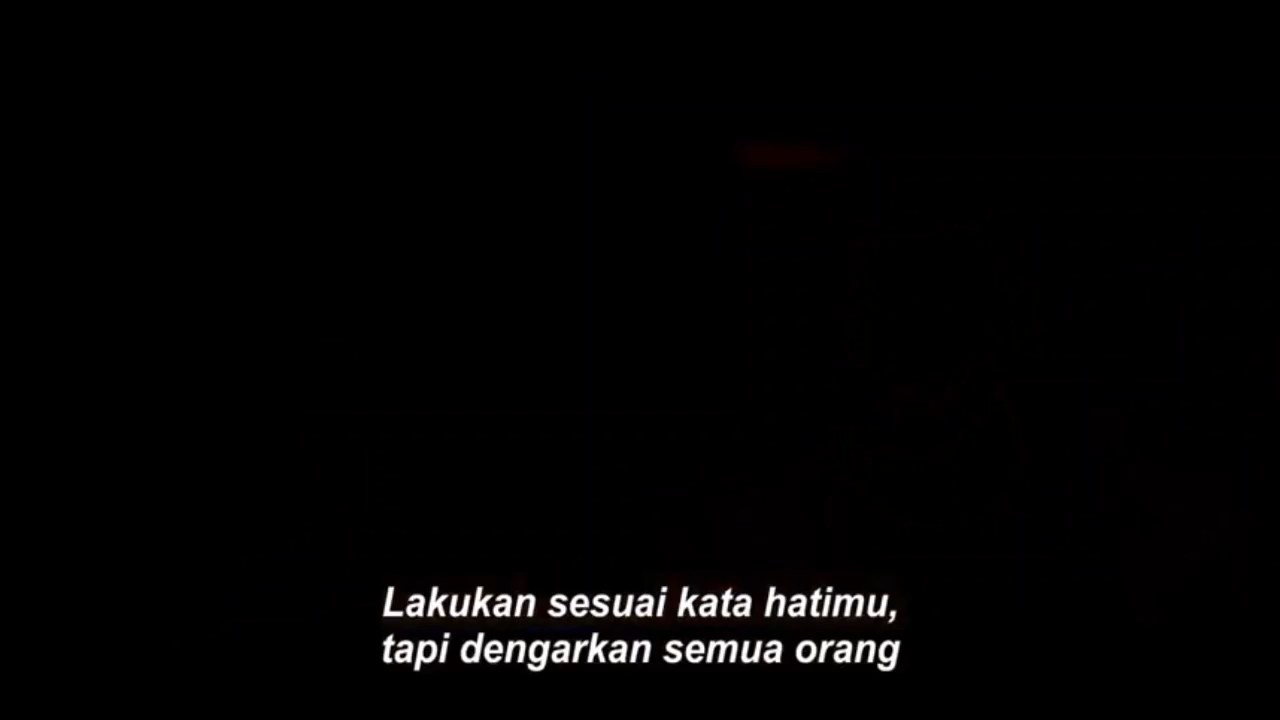 Lakukan sesuai kata hatimu,
tapi dengarkan semua orang